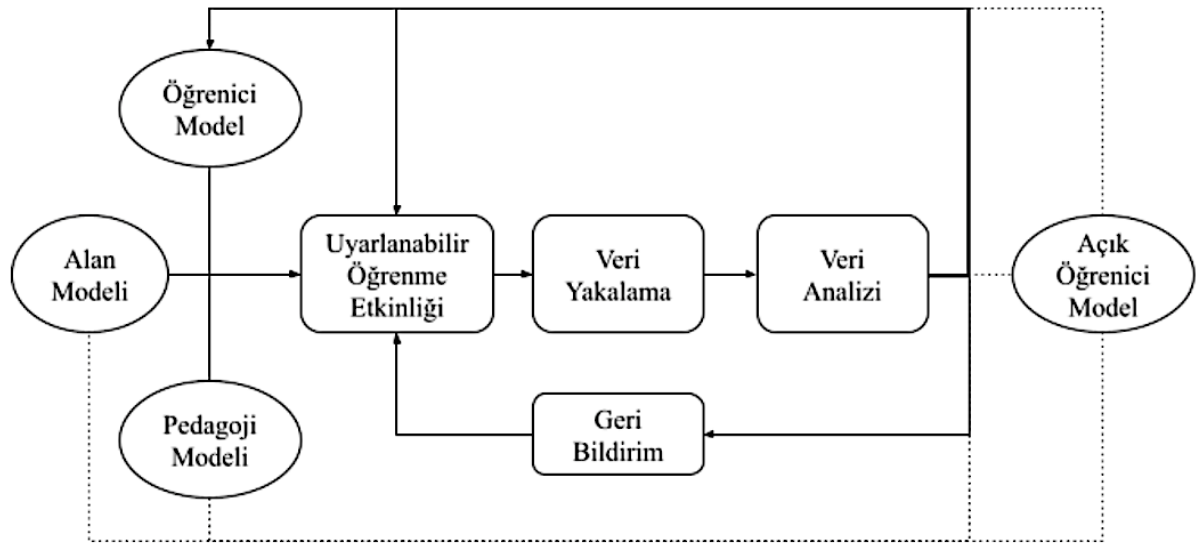 Öğrenici
Model
Alan
Modeli
Pedagoji
Modeli
Uyarlanabilir
Öğrenme
Etkinliği
Veri
Yakalama
Veri
Analizi
Geri
Bildirim
Açık
Öğrenici
Model